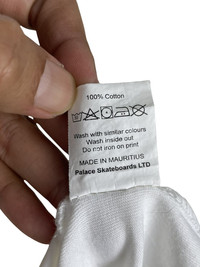 100% Cotton
Wash with similar colours
Wash inside out
Do not iron on print
MADE IN MAURITIUS
Palace Skateboards LTD